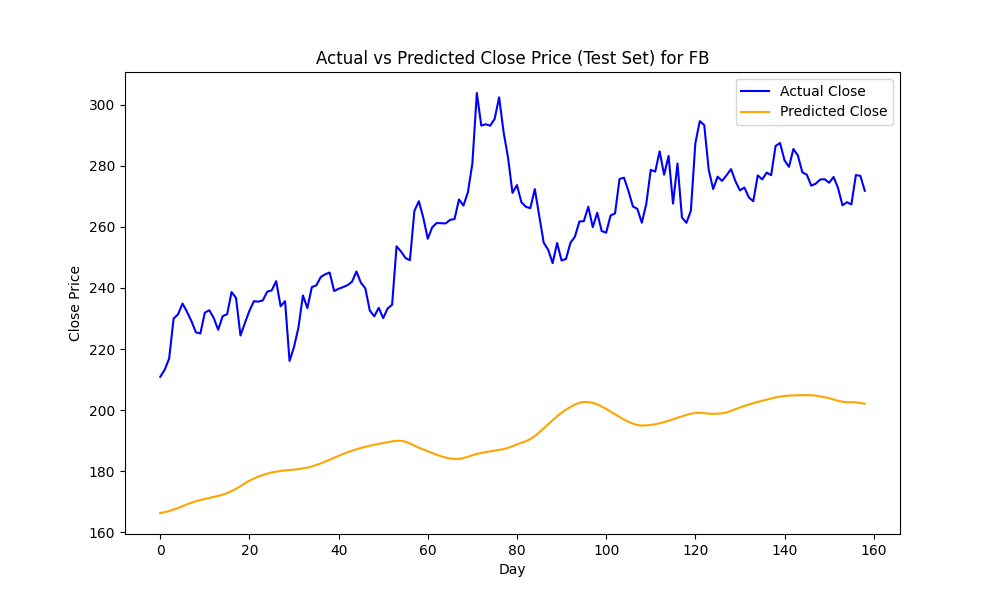 Actual vs Predicted Close Price (Test Set) for FB
Actual Close
Predicted Close
Close Price
300
280
260
240
220
200
180
160
0 20 40 60 80 100 120 140 160
Day